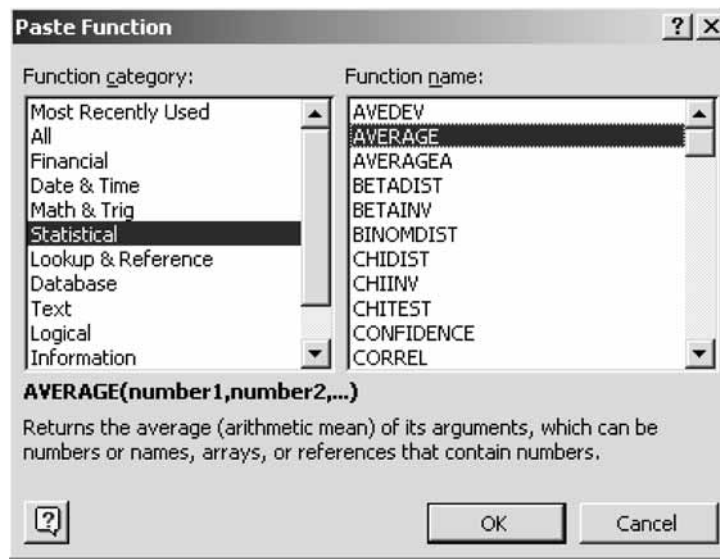 Paste Function
? X
Function category:
Most Recently Used
All
Financial
Date & Time
Math & Trig
Statistical
Lookup & Reference
Database
Text
Logical
Information
Function name:
AVEDEV
AVERAGE
AVERAGEA
BETADIST
BETAINV
BINOMDIST
CHIDIST
CHIINV
CHITEST
CONFIDENCE
CORREL
AVERAGE(number1,number2,...)
Returns the average (arithmetic mean) of its arguments, which can be
numbers or names, arrays, or references that contain numbers.
?
OK
Cancel